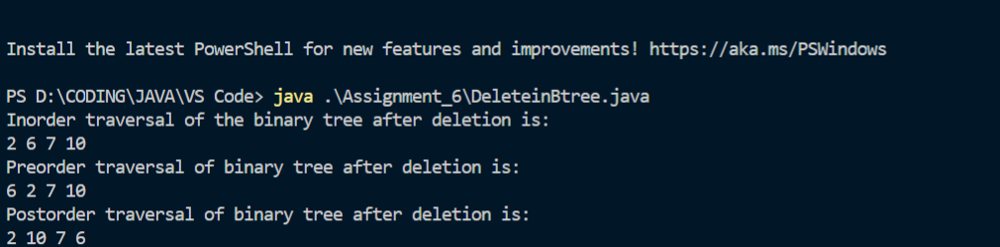 Install the latest PowerShell for new features and improvements! https://aka.ms/PSWindows
PS D:\CODING\JAVA\VS Code> java .\Assignment_6\DeleteinBtree.java
Inorder traversal of the binary tree after deletion is:
2 6 7 10
Preorder traversal of binary tree after deletion is:
6 2 7 10
Postorder traversal of binary tree after deletion is:
2 10 7 6